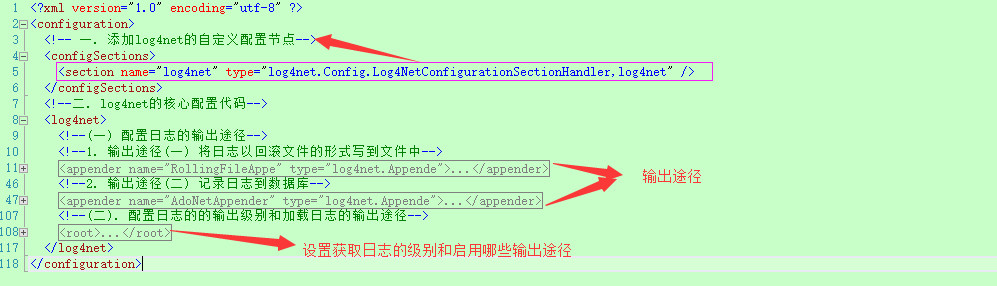 1 <?xml version="1.0" encoding="utf-8" ?>
2 <configuration>
3 <!-- 一. 添加log4net的自定义配置节点-->
4 <configSections>
5 <section name="log4net" type="log4net.Config.Log4NetConfigurationSectionHandler,log4net" />
6 </configSections>
7 <!--二. log4net的核心配置代码-->
8 <log4net>
9 <!--(一) 配置日志的输出途径-->
10 <!--1. 输出途径(一) 将日志以回滚文件的形式写到文件中-->
11 <appender name="RollingFileAppe" type="log4net.Appende">...</appender>
输出途径
46 <!--2. 输出途径(二) 记录日志到数据库-->
47 <appender name="AdoNetAppender" type="log4net.Appende">...</appender>
107 <!--(二). 配置日志的的输出级别和加载日志的输出途径-->
108 <root>...</root>
设置获取日志的级别和启用哪些输出途径
117 </log4net>
118 </configuration>